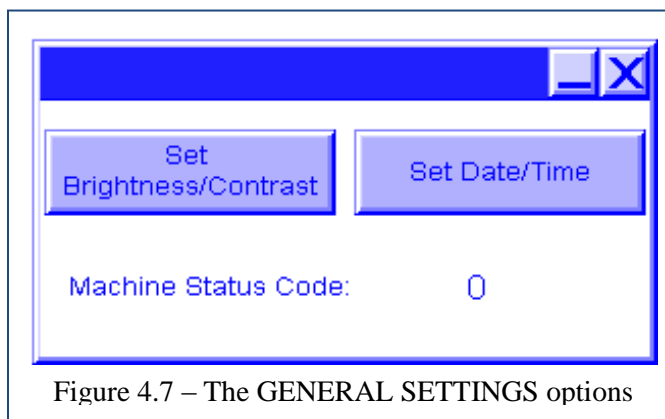 Set
Brightness/Contrast
Set Date/Time
Machine Status Code: 0
Figure 4.7 – The GENERAL SETTINGS options